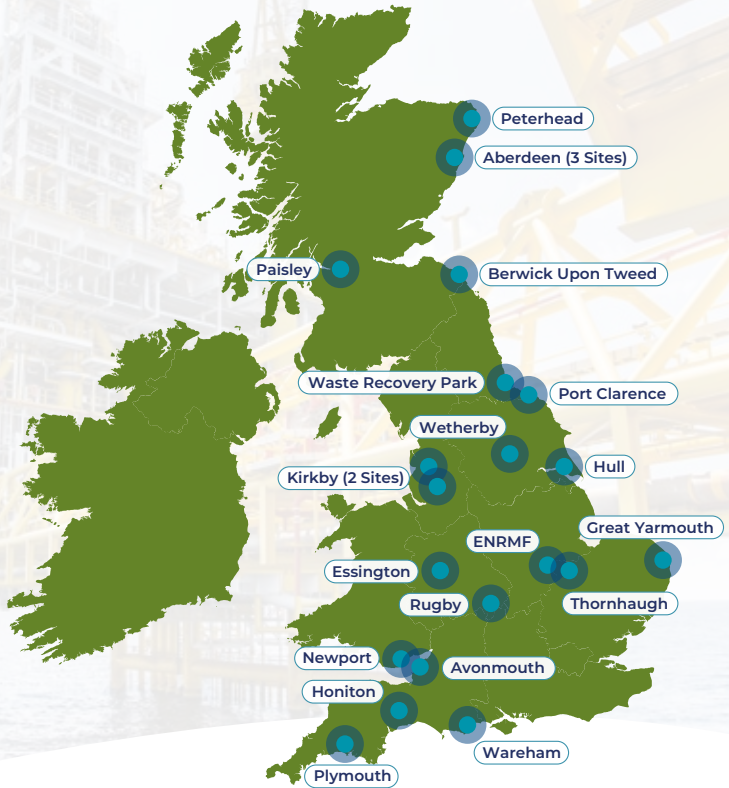 Peterhead
Aberdeen (3 Sites)
Paisley
Berwick Upon Tweed
Waste Recovery Park
Port Clarence
Wetherby
Hull
Kirkby (2 Sites)
Great Yarmouth
ENRMF
Essington
Rugby
Thornhaugh
Newport
Avonmouth
Honiton
Wareham
Plymouth